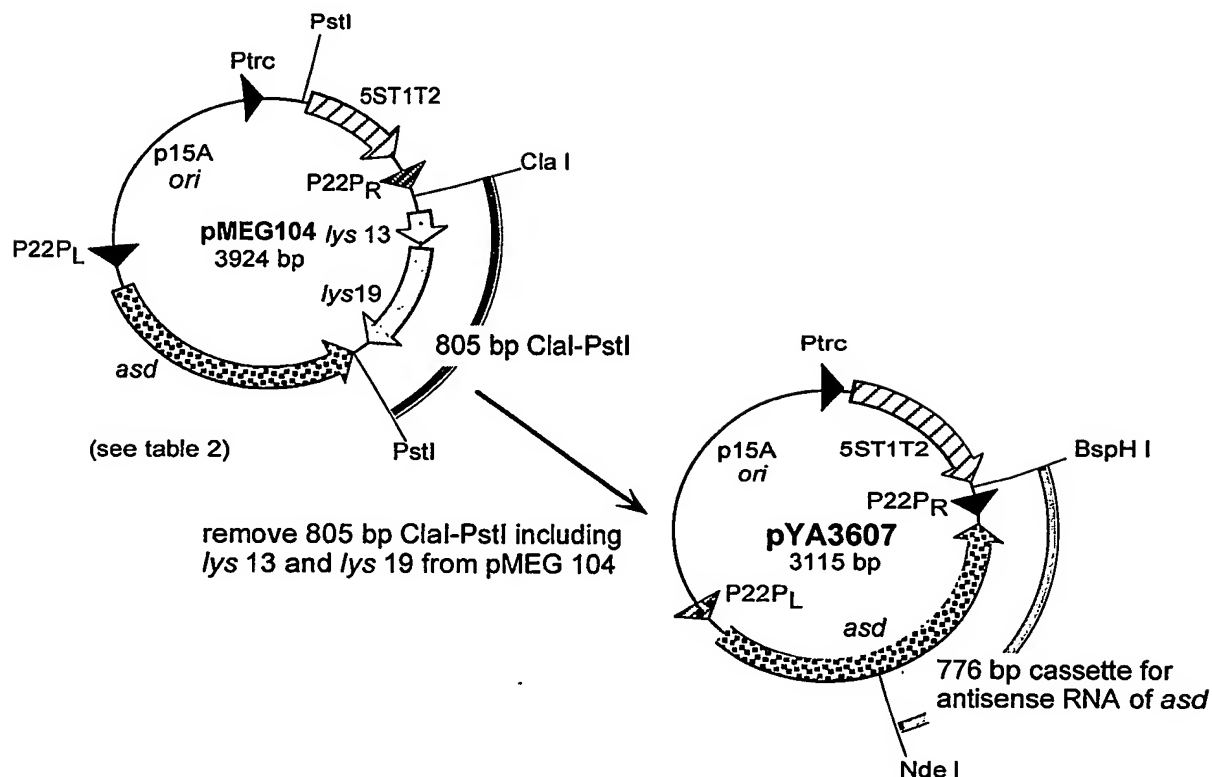 PstI
Ptrc
5ST1T2
p15A
ori
Cla I
P22PR
P22PL
pMEG104
3924 bp
lys 13
lys19
805 bp ClaI-PstI
asd
PstI
(see table 2)
remove 805 bp ClaI-PstI including
lys 13 and lys 19 from pMEG 104
Ptrc
5ST1T2
p15A
ori
BspH I
P22PR
pYA3607
3115 bp
P22PL
asd
776 bp cassette for
antisense RNA of asd
Nde I